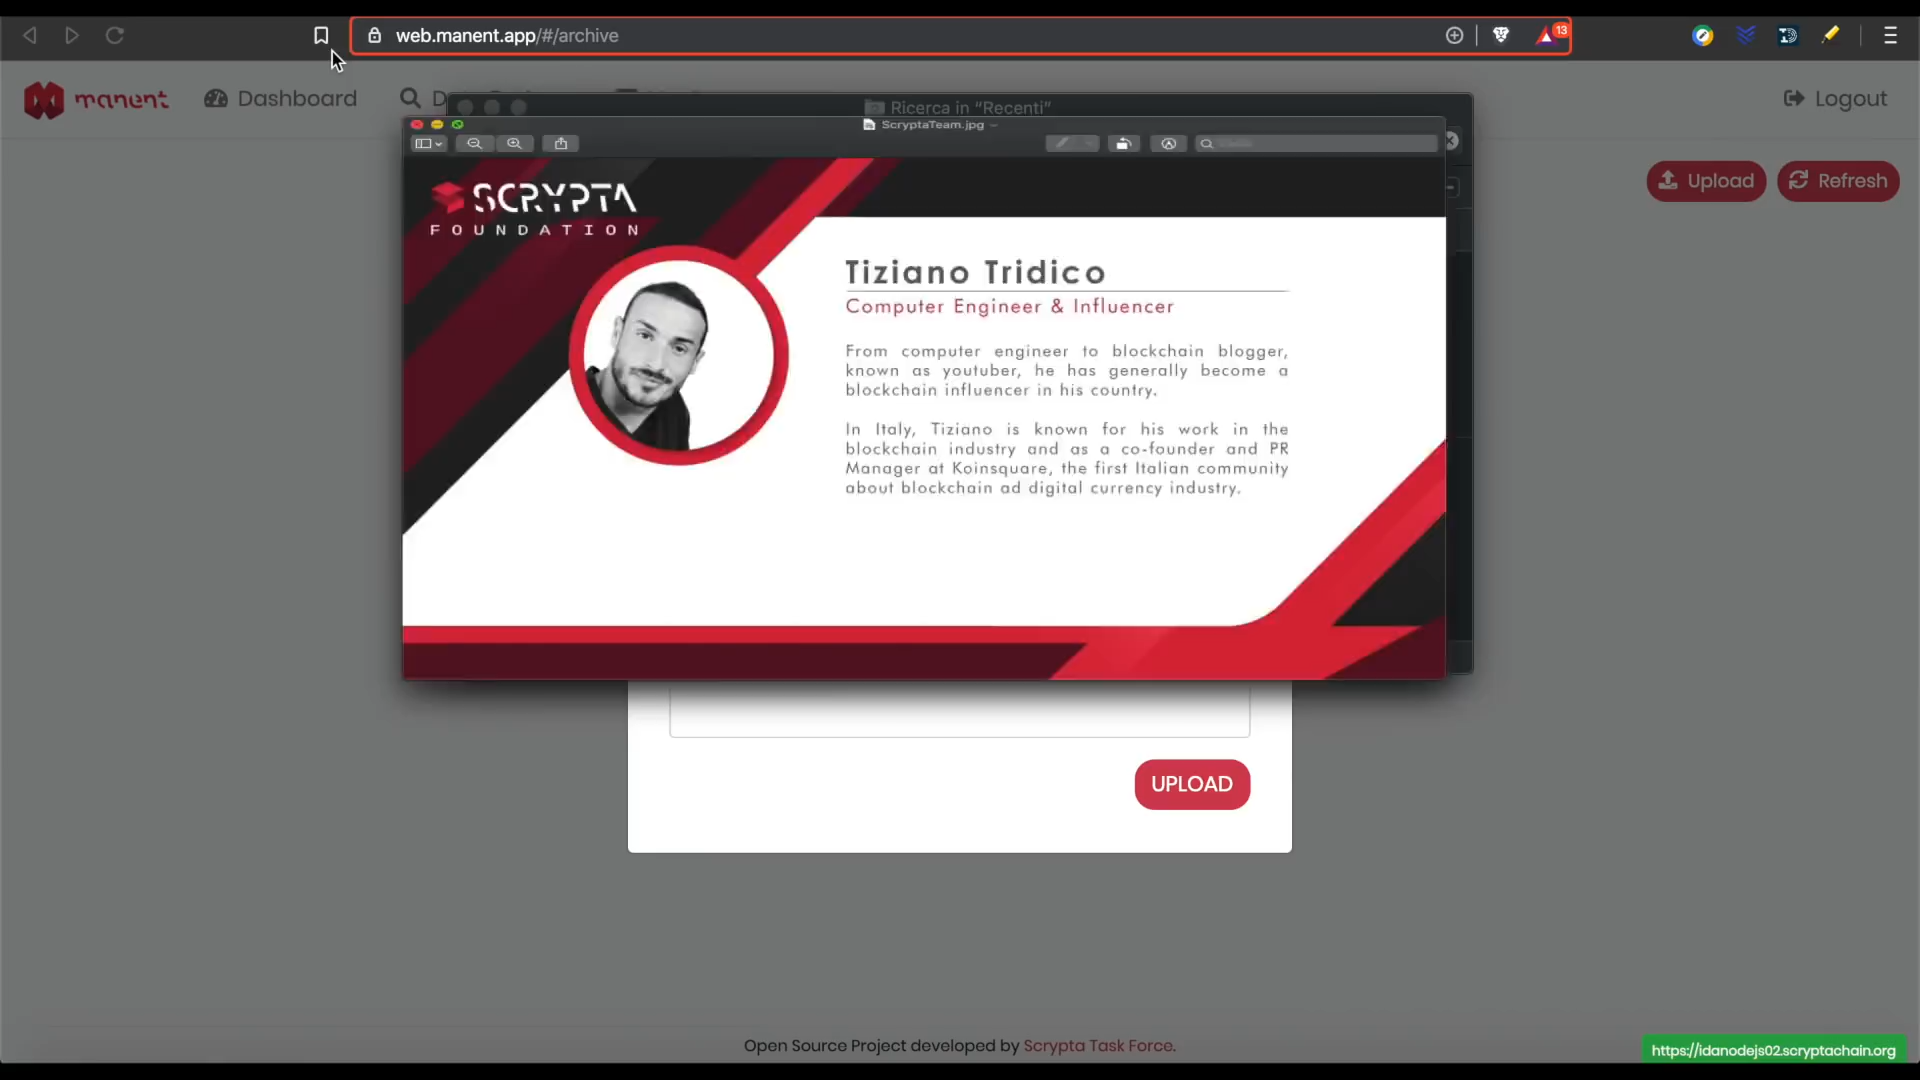 web.manent.app/#/archive
13
manent
Dashboard
Logout
Ricerca in “Recenti”
ScryptaTeam.jpg
Upload
Refresh
SCRYPTA
FOUNDATION
Tiziano Tridico
Computer Engineer & Influencer
From computer engineer to blockchain blogger,
known as youtuber, he has generally become a
blockchain influencer in his country.
In Italy, Tiziano is known for his work in the
blockchain industry and as a co-founder and PR
Manager at Koinsquare, the first Italian community
about blockchain ad digital currency industry.
UPLOAD
Open Source Project developed by Scrypta Task Force.
https://idanodejs02.scryptachain.org